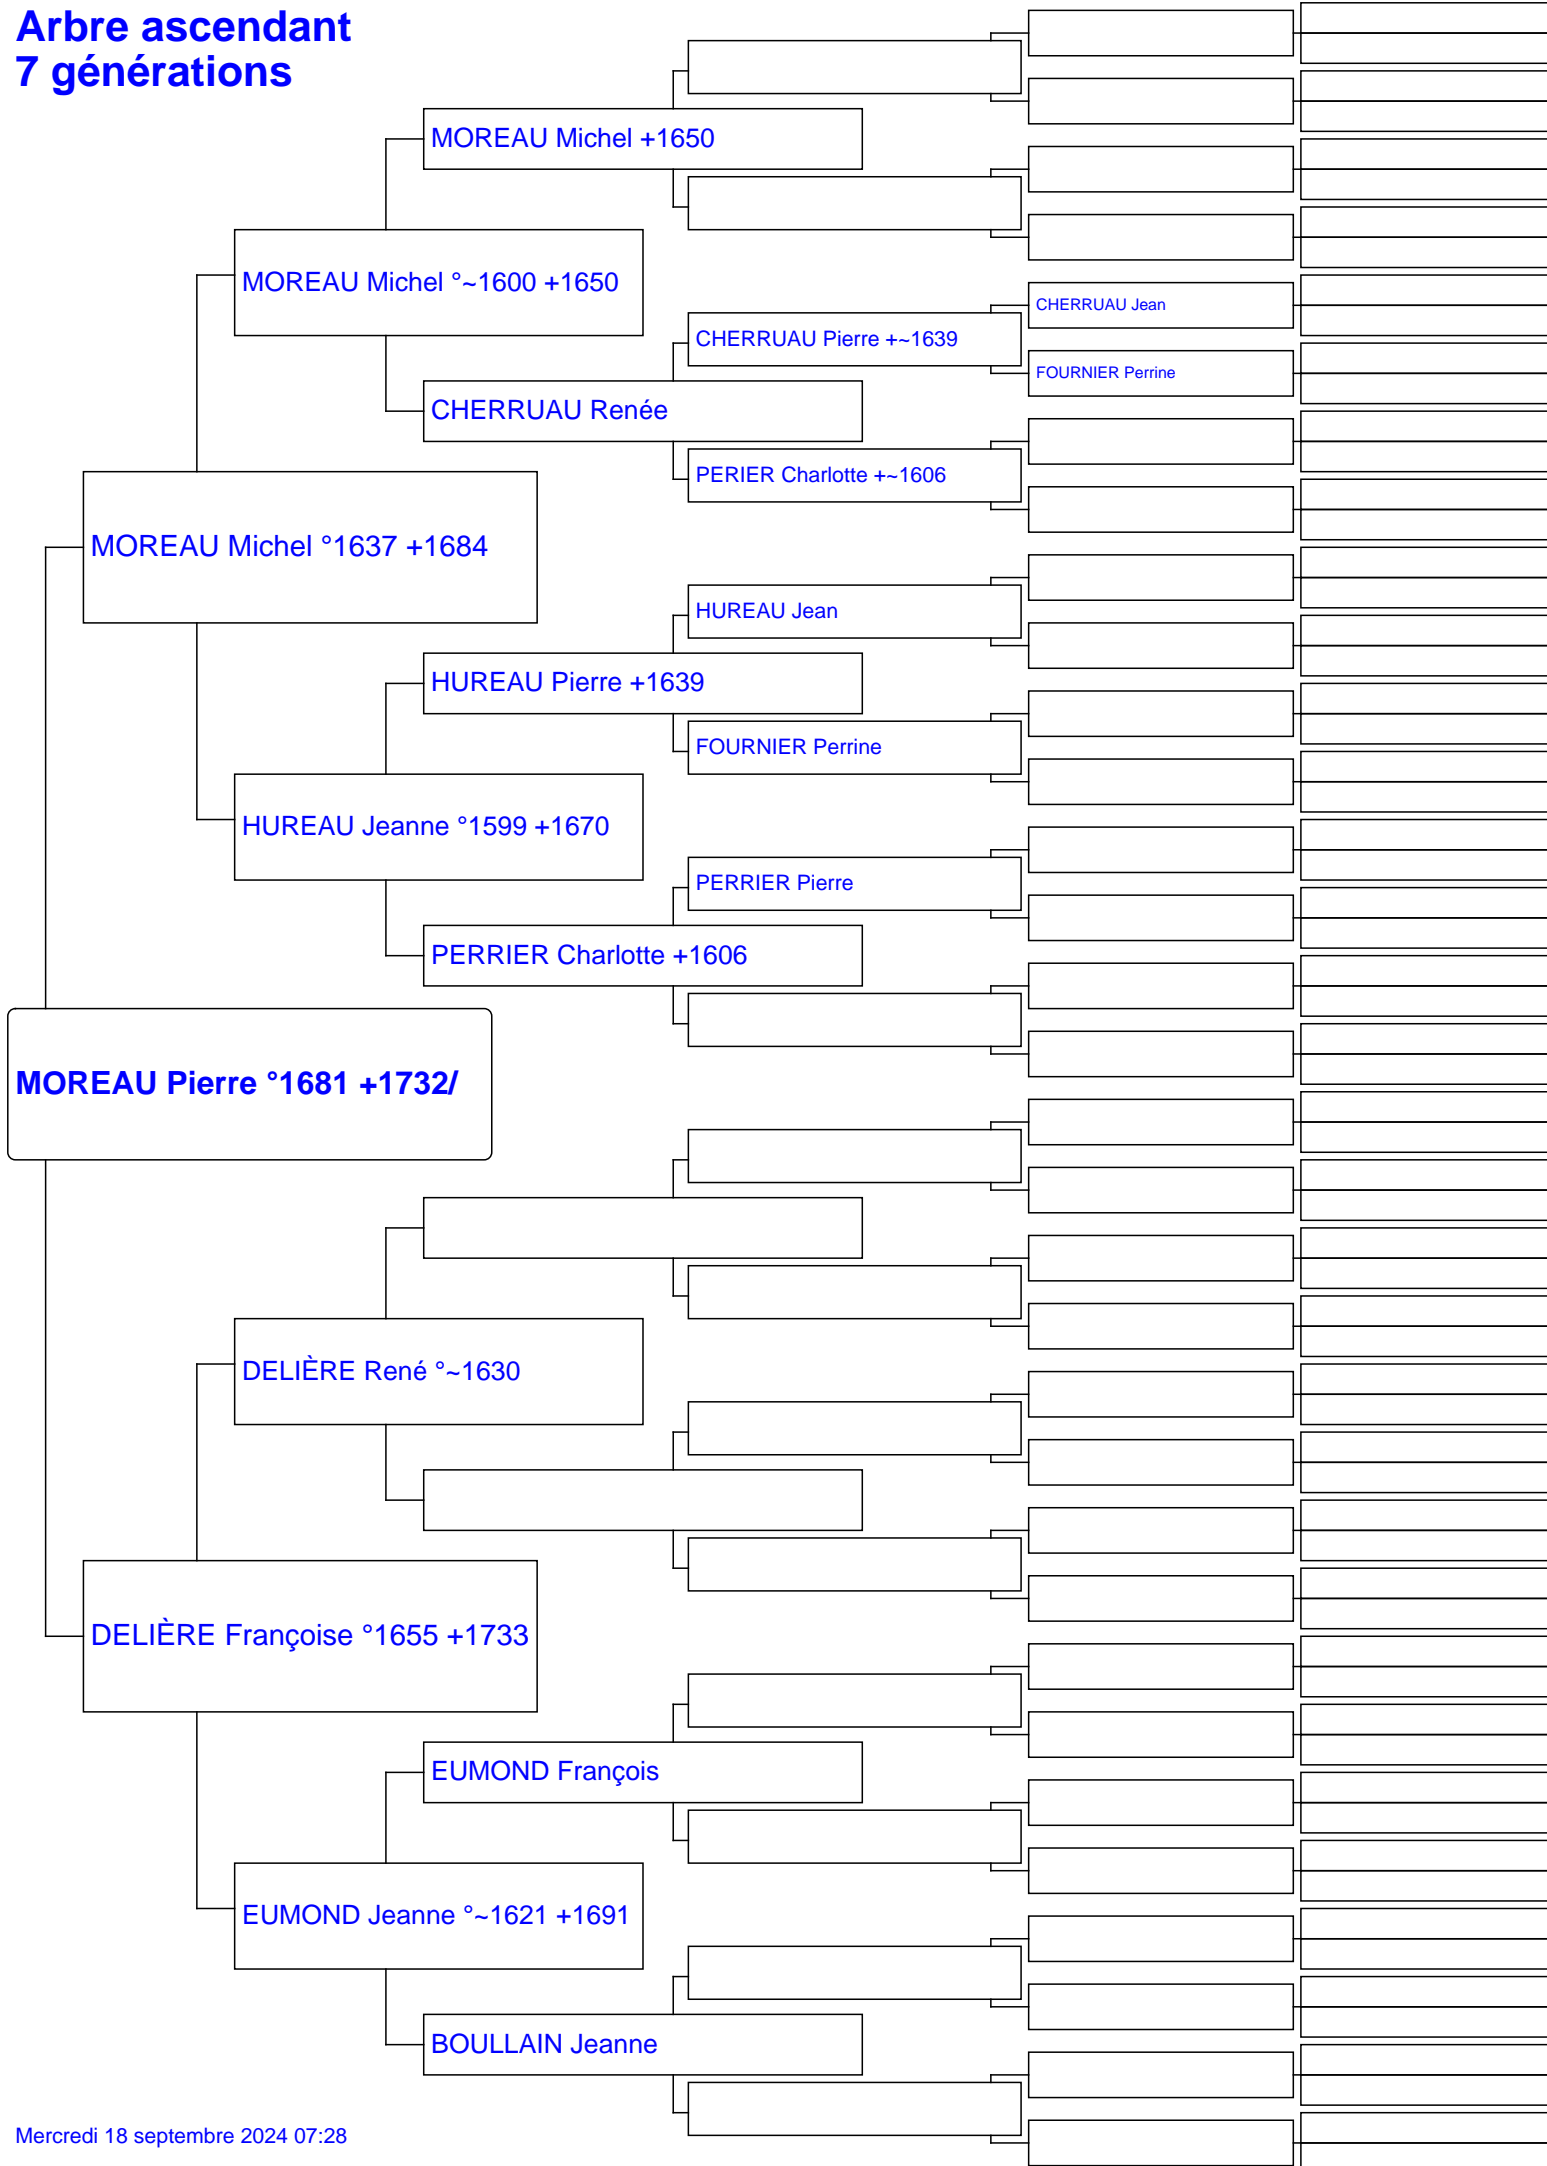 Arbre ascendant
7 générations
MOREAU Michel +1650
MOREAU Michel °~1600 +1650
CHERRUAU Jean
CHERRUAU Pierre +~1639
FOURNIER Perrine
CHERRUAU Renée
PERIER Charlotte +~1606
MOREAU Michel °1637 +1684
HUREAU Jean
HUREAU Pierre +1639
FOURNIER Perrine
HUREAU Jeanne °1599 +1670
PERRIER Pierre
PERRIER Charlotte +1606
MOREAU Pierre °1681 +1732/
DELIÈRE René °~1630
DELIÈRE Françoise °1655 +1733
EUMOND François
EUMOND Jeanne °~1621 +1691
BOULLAIN Jeanne
Mercredi 18 septembre 2024 07:28